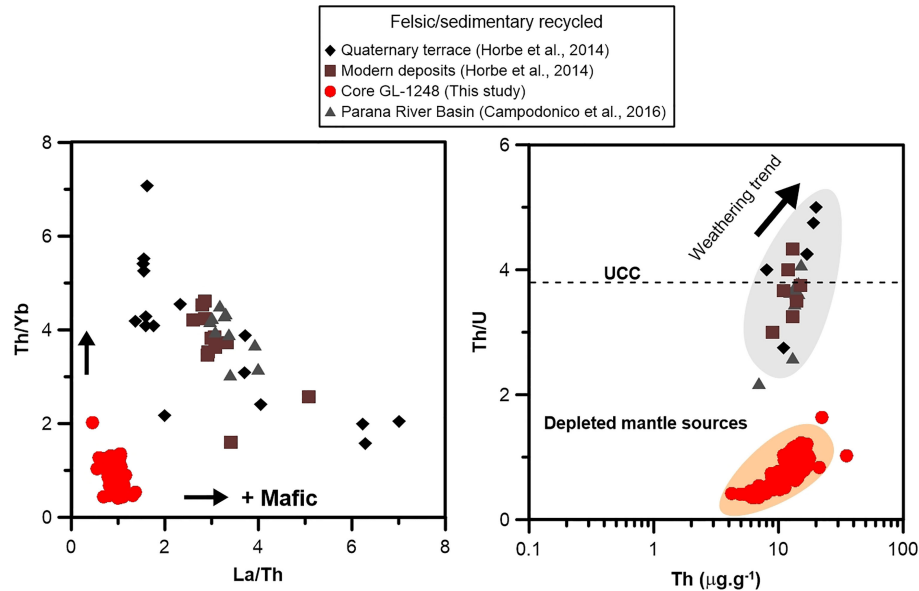 Felsic/sedimentary recycled
Quaternary terrace (Horbe et al., 2014)
Modern deposits (Horbe et al., 2014)
Core GL-1248 (This study)
Parana River Basin (Campodonico et al., 2016)
8
6
4
2
0
Th/Yb
+ Mafic
0
2
4
6
8
La/Th
6
4
2
0
Th/U
Weathering trend
UCC
Depleted mantle sources
0.1
1
10
100
Th (μg.g⁻¹)